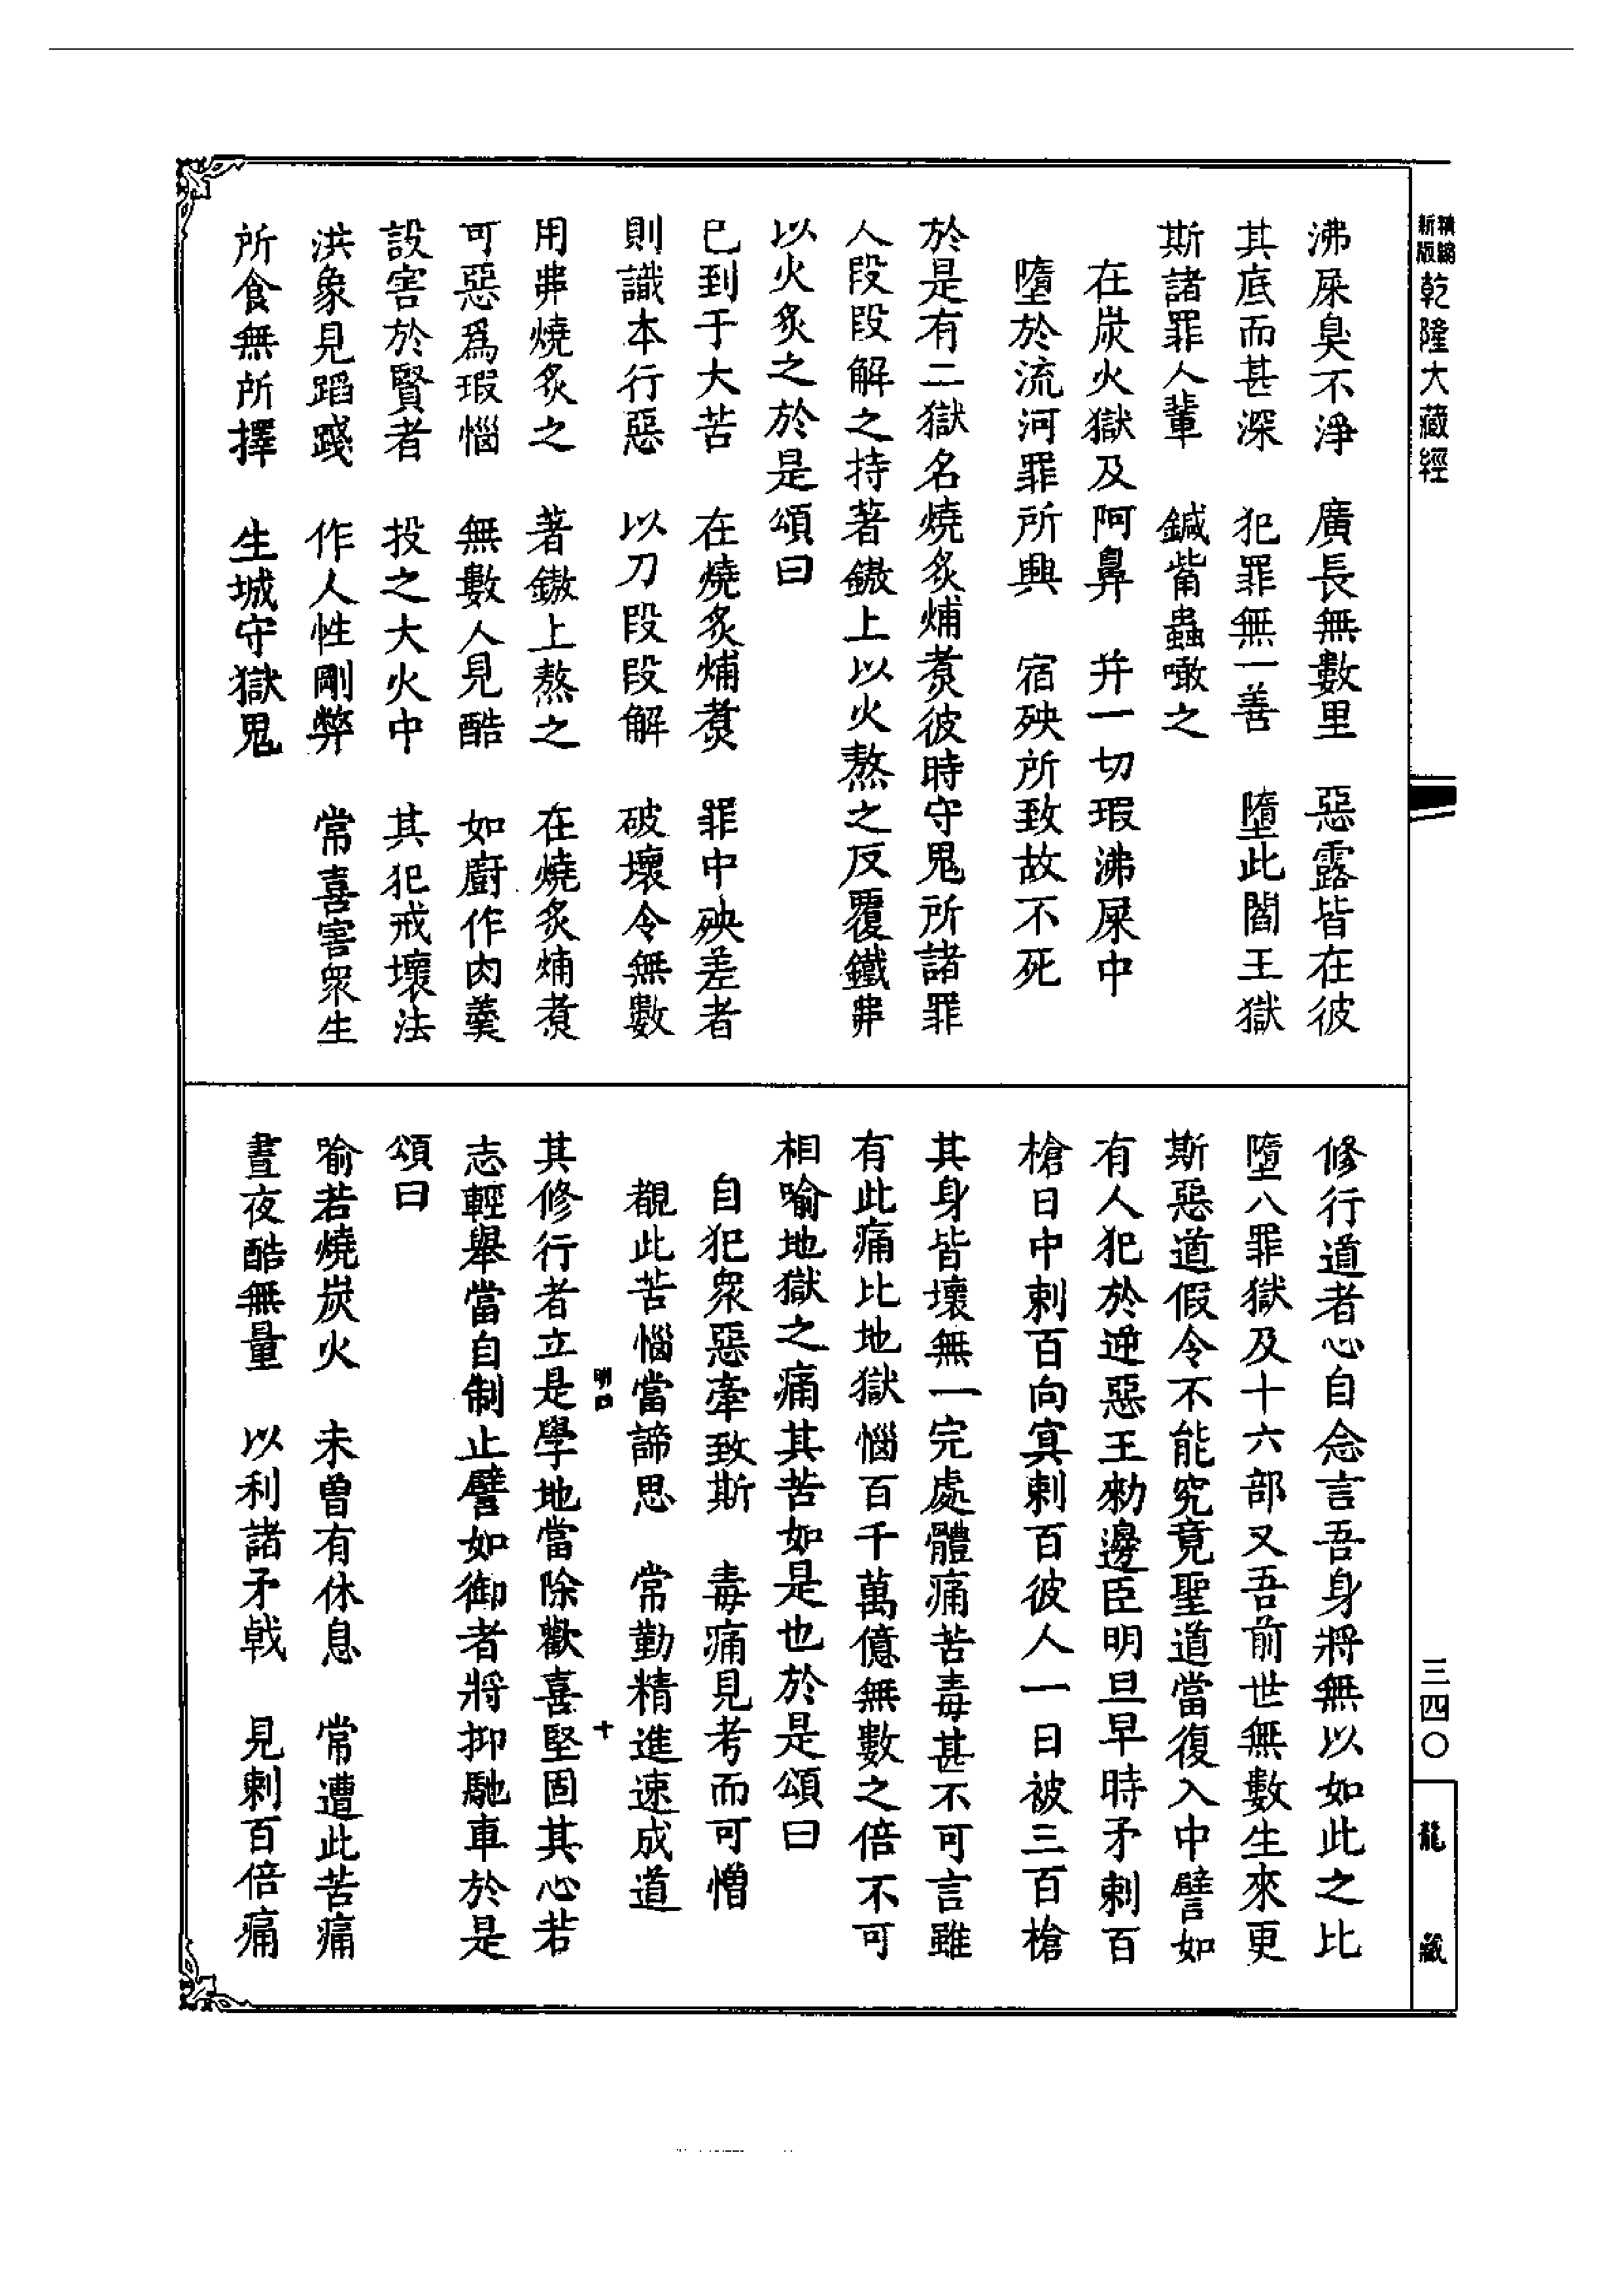 新版
精縮
乾隆大藏經
三四〇
龍藏
沸屎臭不淨　廣長無數里　惡露皆在彼
其底而甚深　犯罪無一善　墮此閻王獄
斯諸罪人輩　鍼觜蟲噉之
在炭火獄及阿鼻　并一切瑕沸屎中
墮於流河罪所興　宿殃所致故不死
於是有二獄名燒炙烳煑彼時守鬼所諸罪
人段段解之持著鏊上以火熬之反覆鐵弗
以火炙之於是頌曰
已到于大苦　在燒炙烳煑　罪中殃差者
則識本行惡　以刀段段解　破壞令無數
用弗燒炙之　著鏊上熬之　在燒炙烳煑
可惡爲瑕惱　無數人見酷　如廚作肉羹
設害於賢者　投之大火中　其犯戒壞法
洪象見蹈踐　作人性剛弊　常喜害衆生
所食無所擇　生城守獄鬼
修行道者心自念言吾身將無以如此之比
墮八罪獄及十六部又吾前世無數生來更
斯惡道假令不能究竟聖道當復入中譬如
有人犯於逆惡王勑邊臣明旦早時矛刺百
槍日中刺百向寘刺百彼人一日被三百槍
其身皆壞無一完處體痛苦毒甚不可言雖
有此痛比地獄惱百千萬億無數之倍不可
相喻地獄之痛其苦如是也於是頌曰
自犯衆惡牽致斯　毒痛見考而可憎
覩此苦惱當諦思　常勤精進速成道
其修行者立是學地當除歡喜堅固其心若
明口　十
志輕舉當自制止譬如御者將抑馳車於是
頌曰
喻若燒炭火　未曾有休息　常遭此苦痛
晝夜酷無量　以利諸矛戟　見刺百倍痛